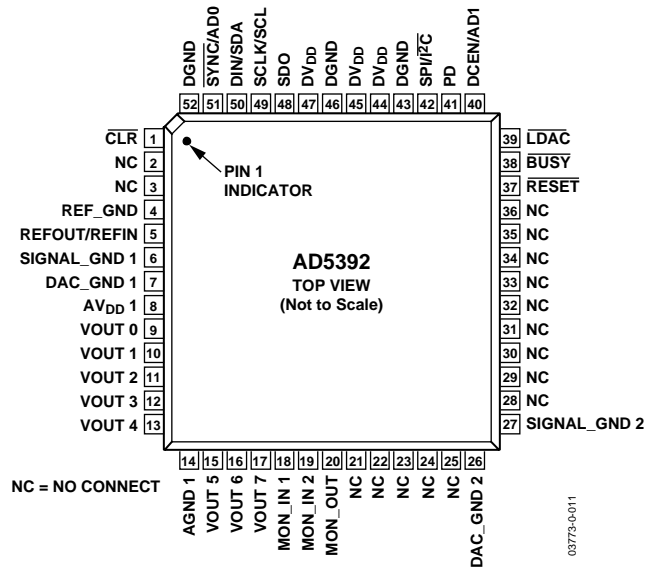 DGND
SYNC/AD0
DIN/SDA
SCLK/SCL
SDO
DVDD
DGND
DVDD
DVDD
DGND
SPI/I2C
PD
DCEN/AD1
52 51 50 49 48 47 46 45 44 43 42 41 40
CLR 1
NC 2
NC 3
REF_GND 4
REFOUT/REFIN 5
SIGNAL_GND 1 6
DAC_GND 1 7
AVDD 1 8
VOUT 0 9
VOUT 1 10
VOUT 2 11
VOUT 3 12
VOUT 4 13
PIN 1
INDICATOR
AD5392
TOP VIEW
(Not to Scale)
39 LDAC
38 BUSY
37 RESET
36 NC
35 NC
34 NC
33 NC
32 NC
31 NC
30 NC
29 NC
28 NC
27 SIGNAL_GND 2
14 15 16 17 18 19 20 21 22 23 24 25 26
AGND 1
VOUT 5
VOUT 6
VOUT 7
MON_IN 1
MON_IN 2
MON_OUT
NC
NC
NC
NC
NC
DAC_GND 2
NC = NO CONNECT
03773-0-011